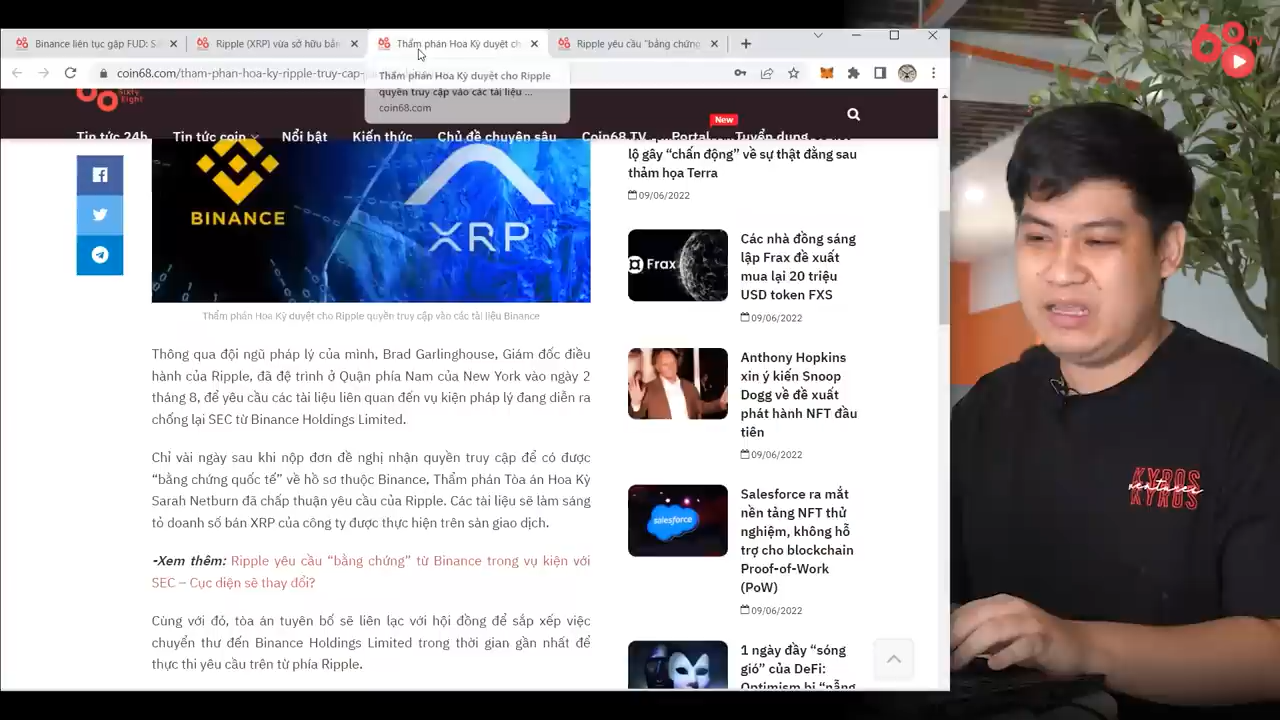 Binance liên tục gặp FUD: S
Ripple (XRP) vừa sở hữu bản
Thẩm phán Hoa Kỳ duyệt ch
Ripple yêu cầu "bằng chứng
68
TV
coin68.com/tham-phan-hoa-ky-ripple-truy-cap-
Thẩm phán Hoa Kỳ duyệt cho Ripple
quyền truy cập vào các tài liệu ...
coin68.com
Sixty Eight
New
Tin tức 24h
Tin tức coin
Nổi bật
Kiến thức
Chủ đề chuyên sâu
Coin68 TV
Portal
Tuyển dụng
BINANCE
XRP
Thẩm phán Hoa Kỳ duyệt cho Ripple quyền truy cập vào các tài liệu Binance
Thông qua đội ngũ pháp lý của mình, Brad Garlinghouse, Giám đốc điều
hành của Ripple, đã đệ trình ở Quận phía Nam của New York vào ngày 2
tháng 8, để yêu cầu các tài liệu liên quan đến vụ kiện pháp lý đang diễn ra
chống lại SEC từ Binance Holdings Limited.
Chỉ vài ngày sau khi nộp đơn đề nghị nhận quyền truy cập để có được
“bằng chứng quốc tế” về hồ sơ thuộc Binance, Thẩm phán Tòa án Hoa Kỳ
Sarah Netburn đã chấp thuận yêu cầu của Ripple. Các tài liệu sẽ làm sáng
tỏ doanh số bán XRP của công ty được thực hiện trên sàn giao dịch.
-Xem thêm: Ripple yêu cầu “bằng chứng” từ Binance trong vụ kiện với
SEC – Cục diện sẽ thay đổi?
Cùng với đó, tòa án tuyên bố sẽ liên lạc với hội đồng để sắp xếp việc
chuyển thư đến Binance Holdings Limited trong thời gian gần nhất để
thực thi yêu cầu trên từ phía Ripple.
lộ gây “chấn động” về sự thật đằng sau
thảm họa Terra
09/06/2022
Frax
Các nhà đồng sáng
lập Frax đề xuất
mua lại 20 triệu
USD token FXS
09/06/2022
Anthony Hopkins
xin ý kiến Snoop
Dogg về đề xuất
phát hành NFT đầu
tiên
09/06/2022
salesforce
Salesforce ra mắt
nền tảng NFT thử
nghiệm, không hỗ
trợ cho blockchain
Proof-of-Work
(PoW)
09/06/2022
1 ngày đầy “sóng
gió” của DeFi:
Optimism bị “nẫng
KYROS
ventures
KYROS